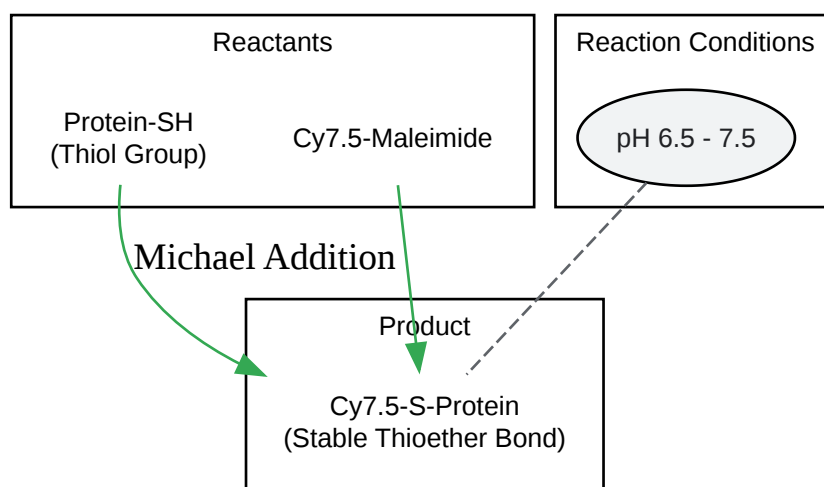 Reactants
Reaction Conditions
Protein-SH
(Thiol Group)
Cy7.5-Maleimide
pH 6.5 - 7.5
Michael Addition
Product
Cy7.5-S-Protein
(Stable Thioether Bond)